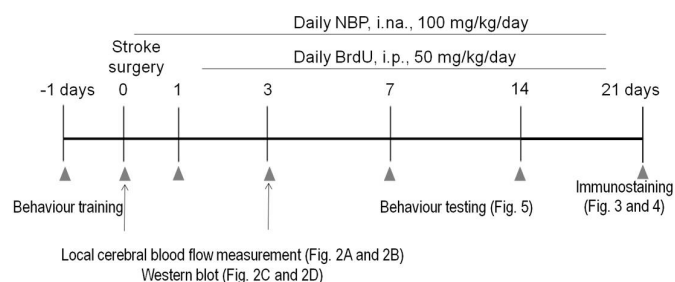 Daily NBP, i.na., 100 mg/kg/day
Stroke
surgery
Daily BrdU, i.p., 50 mg/kg/day
-1 days 0 1 3 7 14 21 days
Behaviour training
Behaviour testing (Fig. 5)
Immunostaining
(Fig. 3 and 4)
Local cerebral blood flow measurement (Fig. 2A and 2B)
Western blot (Fig. 2C and 2D)